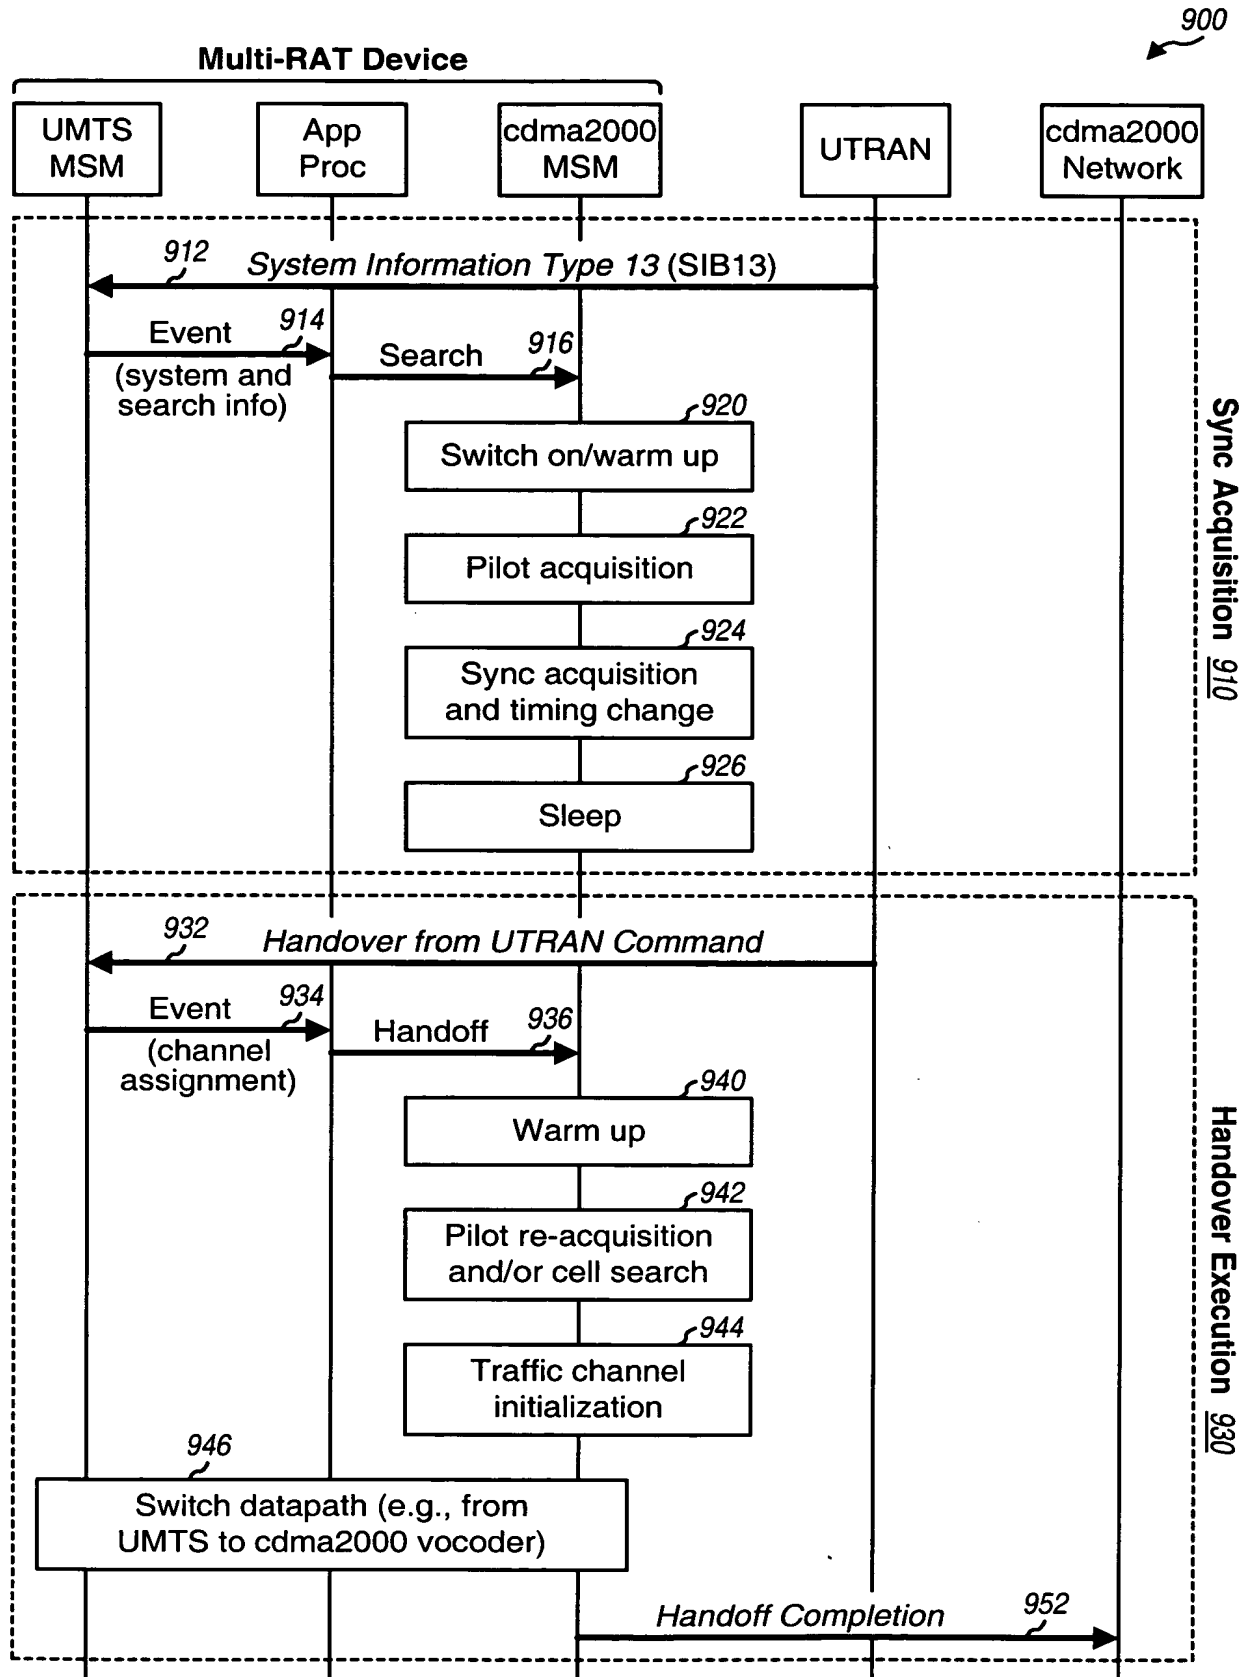 900
Multi-RAT Device
UMTS
MSM
App
Proc
cdma2000
MSM
UTRAN
cdma2000
Network
912
System Information Type 13 (SIB13)
Event
914
(system and
search info)
Search
916
920
Switch on/warm up
922
Pilot acquisition
924
Sync acquisition
and timing change
926
Sleep
Sync Acquisition 910
932
Handover from UTRAN Command
Event
934
(channel
assignment)
Handoff
936
940
Warm up
942
Pilot re-acquisition
and/or cell search
944
Traffic channel
initialization
946
Switch datapath (e.g., from
UMTS to cdma2000 vocoder)
Handoff Completion
952
Handover Execution 930